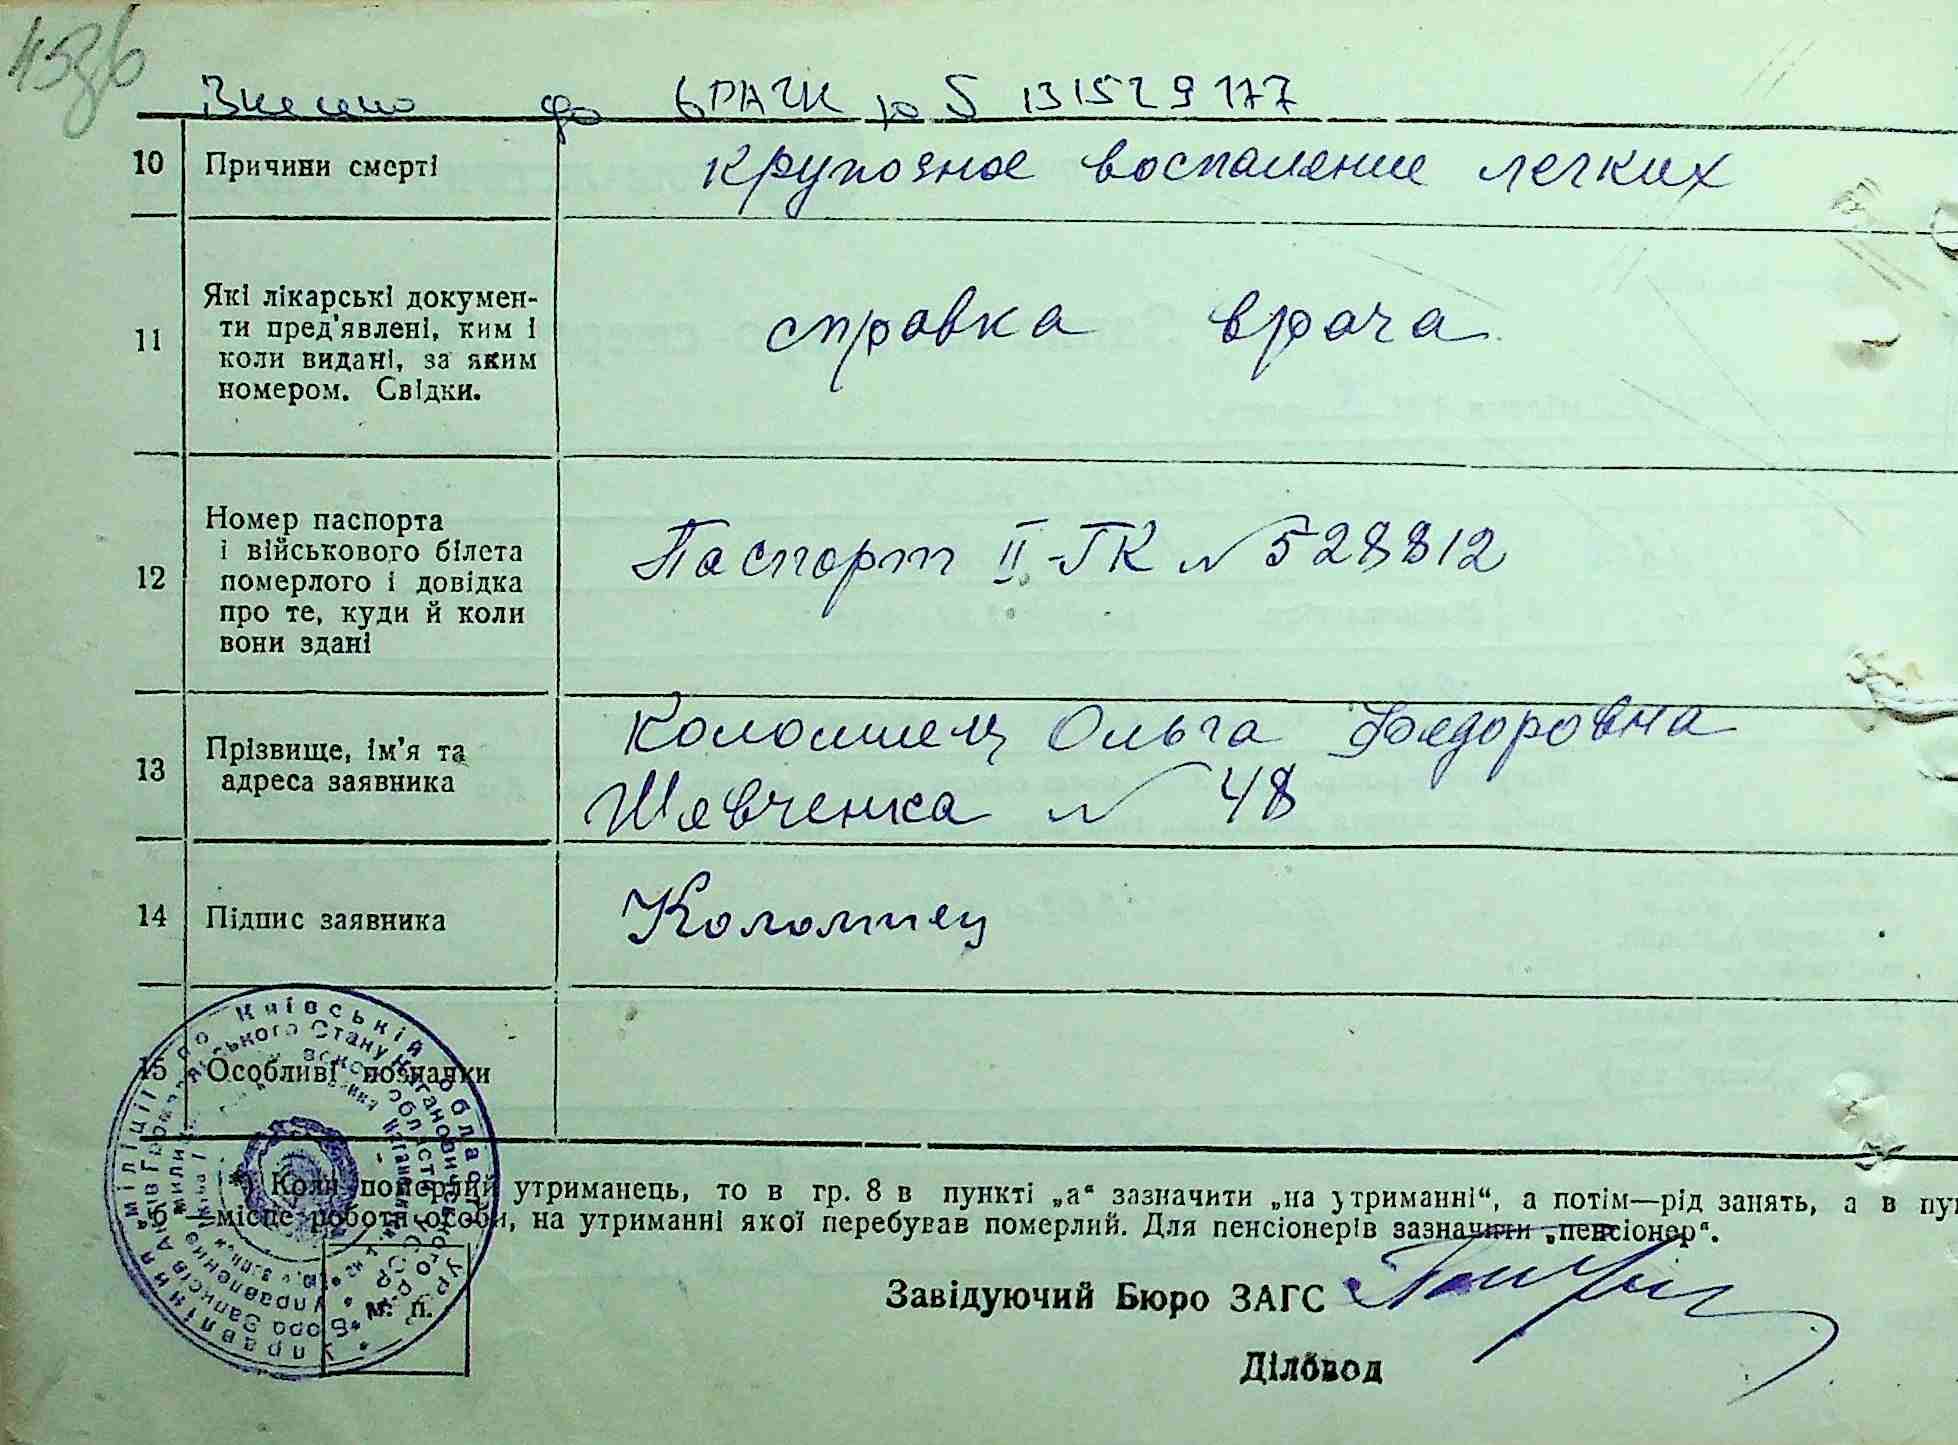 Внесено до
10 Причини смерті крупозное воспаление легких
11 Які лікарські докумен-
ти пред'явлені, ким і
коли видані, за яким
номером. Свідки.
справка врача
12 Номер паспорта
і військового білета
померлого і довідка
про те, куди й коли
вони здані
Паспорт II-ГК № 528812
13 Прізвище, ім'я та
адреса заявника
Коломиец Ольга Федоровна
Шевченка № 48
14 Підпис заявника Коломиец
15 Особливі познапки
*) Коли померлий утриманець, то в гр. 8 в пункті „а“ зазначити „на утриманні“, а потім—рід занять, а в
—місце роботи особи, на утриманні якої перебував померлий. Для пенсіонерів зазначити „пенсіонер“.
Завідуючий Бюро ЗАГС
Діловод
м. п.